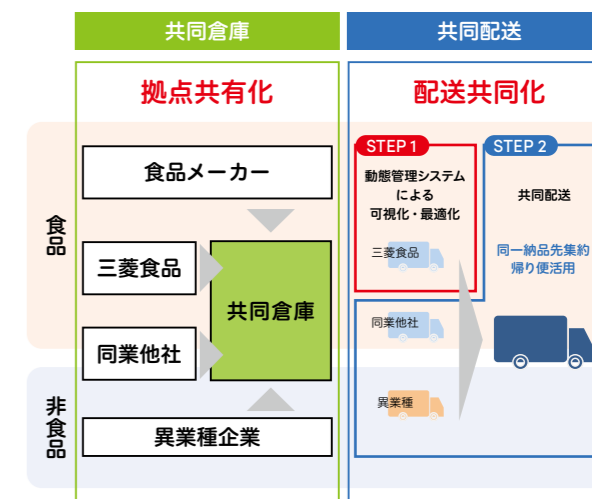 共同倉庫
共同配送
拠点共有化
配送共同化
食品
非食品
食品メーカー
三菱食品
同業他社
共同倉庫
異業種企業
STEP 1
動態管理システム
による
可視化・最適化
三菱食品
同業他社
異業種
STEP 2
共同配送
同一納品先集約
帰り便活用